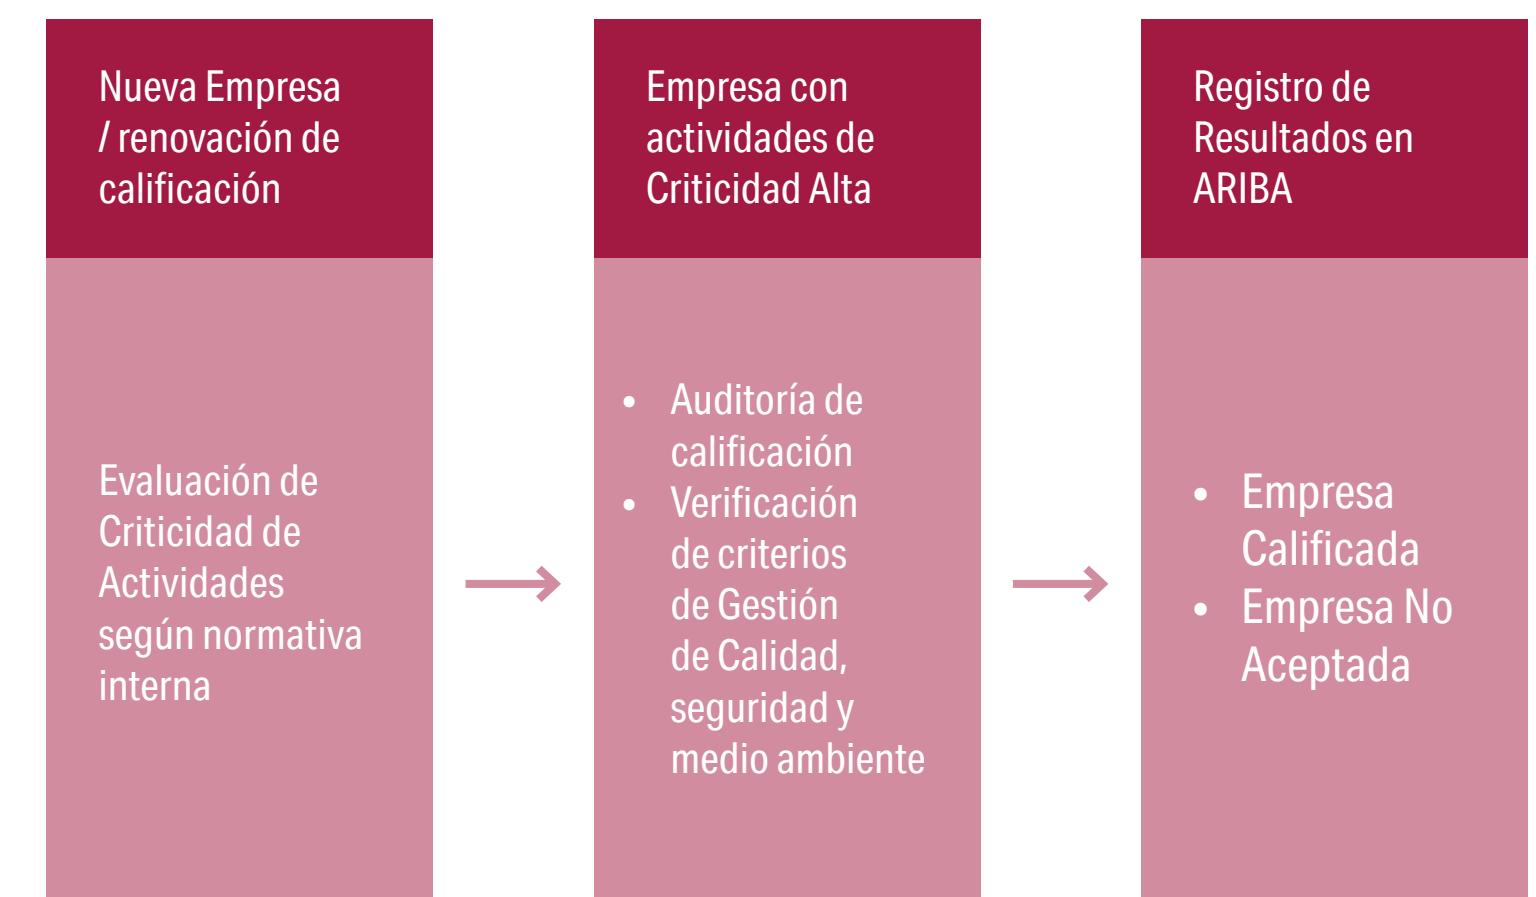 Nueva Empresa
/ renovación de
calificación
Evaluación de
Criticidad de
Actividades
según normativa
interna
Empresa con
actividades de
Criticidad Alta
• Auditoría de
calificación
• Verificación
de criterios
de Gestión
de Calidad,
seguridad y
medio ambiente
Registro de
Resultados en
ARIBA
• Empresa
Calificada
• Empresa No
Aceptada